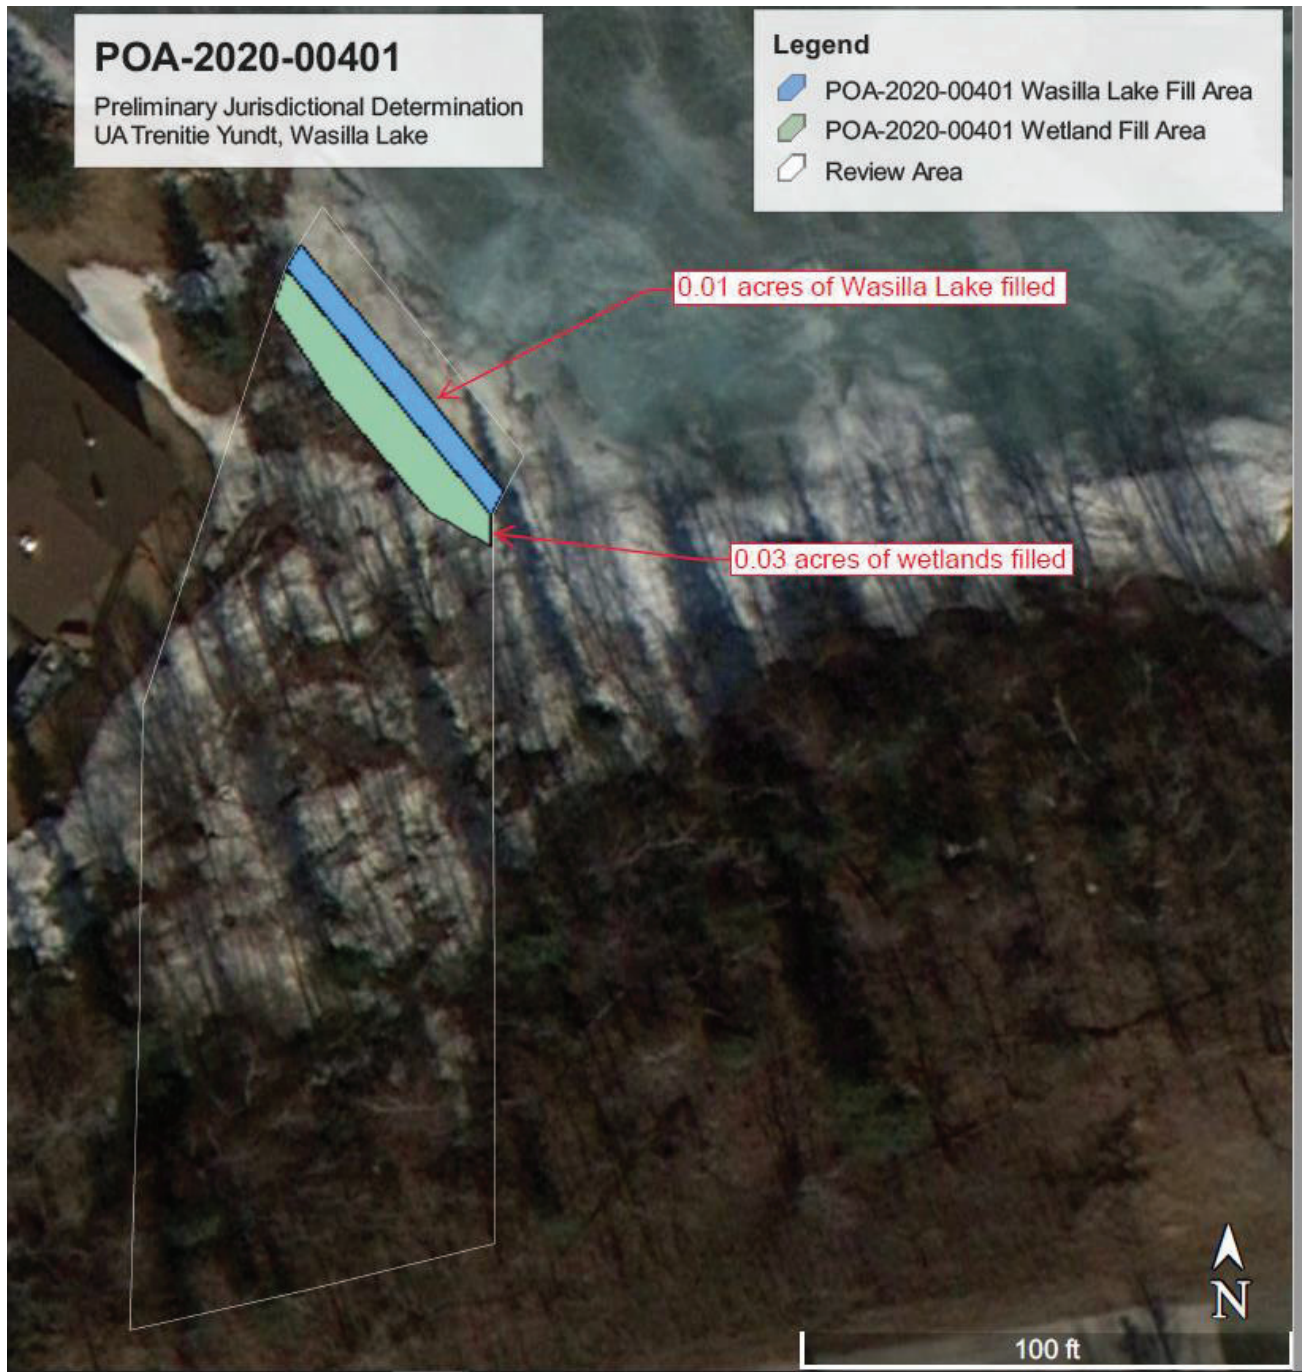 POA-2020-00401
Preliminary Jurisdictional Determination
UA Trenitie Yundt, Wasilla Lake
Legend
POA-2020-00401 Wasilla Lake Fill Area
POA-2020-00401 Wetland Fill Area
Review Area
0.01 acres of Wasilla Lake filled
0.03 acres of wetlands filled
N
100 ft